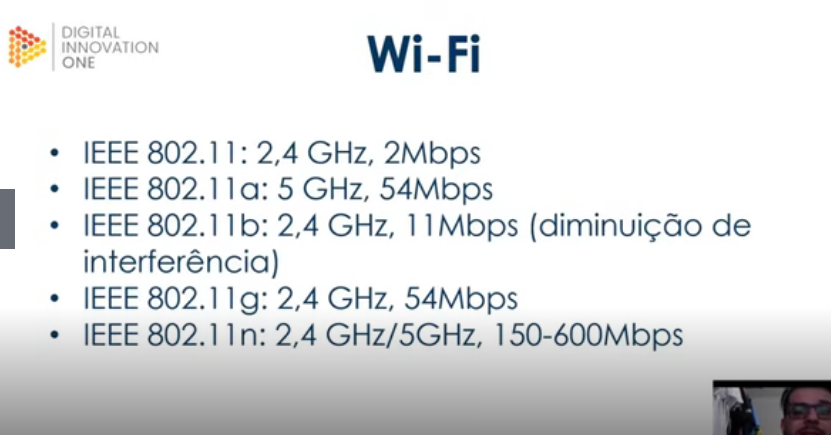 DIGITAL
INNOVATION
ONE
Wi-Fi
• IEEE 802.11: 2,4 GHz, 2Mbps
• IEEE 802.11a: 5 GHz, 54Mbps
• IEEE 802.11b: 2,4 GHz, 11Mbps (diminuição de
interferência)
• IEEE 802.11g: 2,4 GHz, 54Mbps
• IEEE 802.11n: 2,4 GHz/5GHz, 150-600Mbps